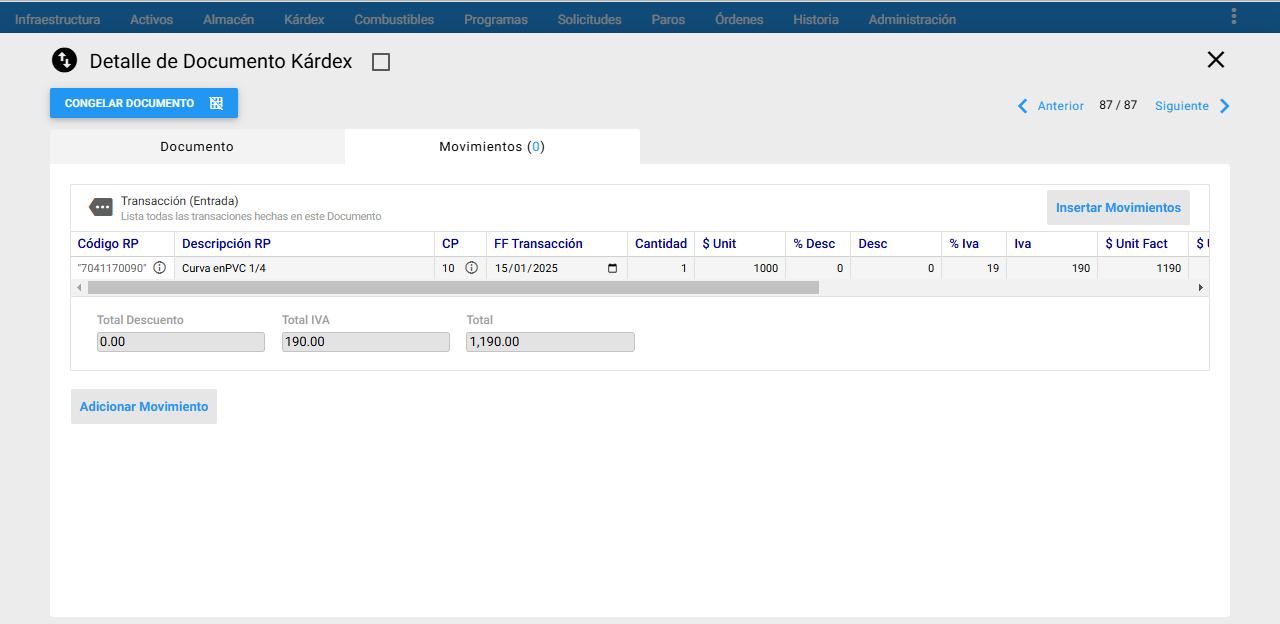 Infraestructura Activos Almacén Kárdex Combustibles Programas Solicitudes Paros Órdenes Historia Administración
Detalle de Documento Kárdex
CONGELAR DOCUMENTO
Anterior 87 / 87 Siguiente
Documento Movimientos (0)
Transacción (Entrada)
Lista todas las transaciones hechas en este Documento
Insertar Movimientos
Código RP Descripción RP CP FF Transacción Cantidad $ Unit % Desc Desc % Iva Iva $ Unit Fact $
"7041170090" Curva enPVC 1/4 10 15/01/2025 1 1000 0 0 19 190 1190
Total Descuento Total IVA Total
0.00 190.00 1,190.00
Adicionar Movimiento